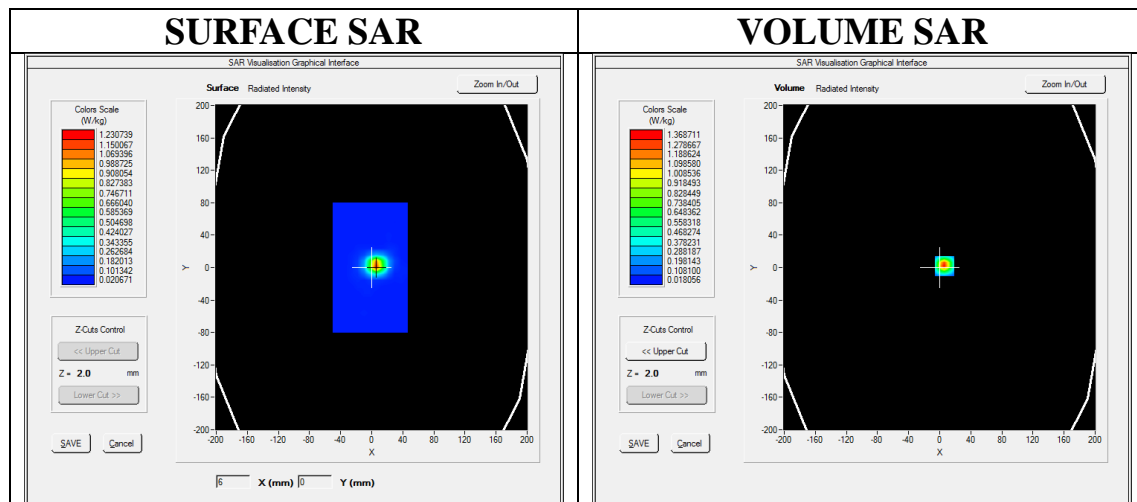 SURFACE SAR
SAR Visualisation Graphical Interface
Surface Radiated Intensity
Zoom In/Out
Colors Scale
(W/kg)
1.230739
1.150067
1.069396
0.988725
0.908054
0.827383
0.746711
0.666040
0.585369
0.504698
0.424027
0.343355
0.262684
0.182013
0.101342
0.020671
Z-Cuts Control
<< Upper Cut
Z = 2.0 mm
Lower Cut >>
SAVE Cancel
Y
200
160
120
80
40
0
-40
-80
-120
-160
-200
-200 -160 -120 -80 -40 0 40 80 120 160 200
X
6 X (mm) 0 Y (mm)
VOLUME SAR
SAR Visualisation Graphical Interface
Volume Radiated Intensity
Zoom In/Out
Colors Scale
(W/kg)
1.368711
1.278667
1.188624
1.098580
1.008536
0.918493
0.828449
0.738405
0.648362
0.558318
0.468274
0.378231
0.288187
0.198143
0.108100
0.018056
Z-Cuts Control
<< Upper Cut
Z = 2.0 mm
Lower Cut >>
SAVE Cancel
Y
200
160
120
80
40
0
-40
-80
-120
-160
-200
-200 -160 -120 -80 -40 0 40 80 120 160 200
X